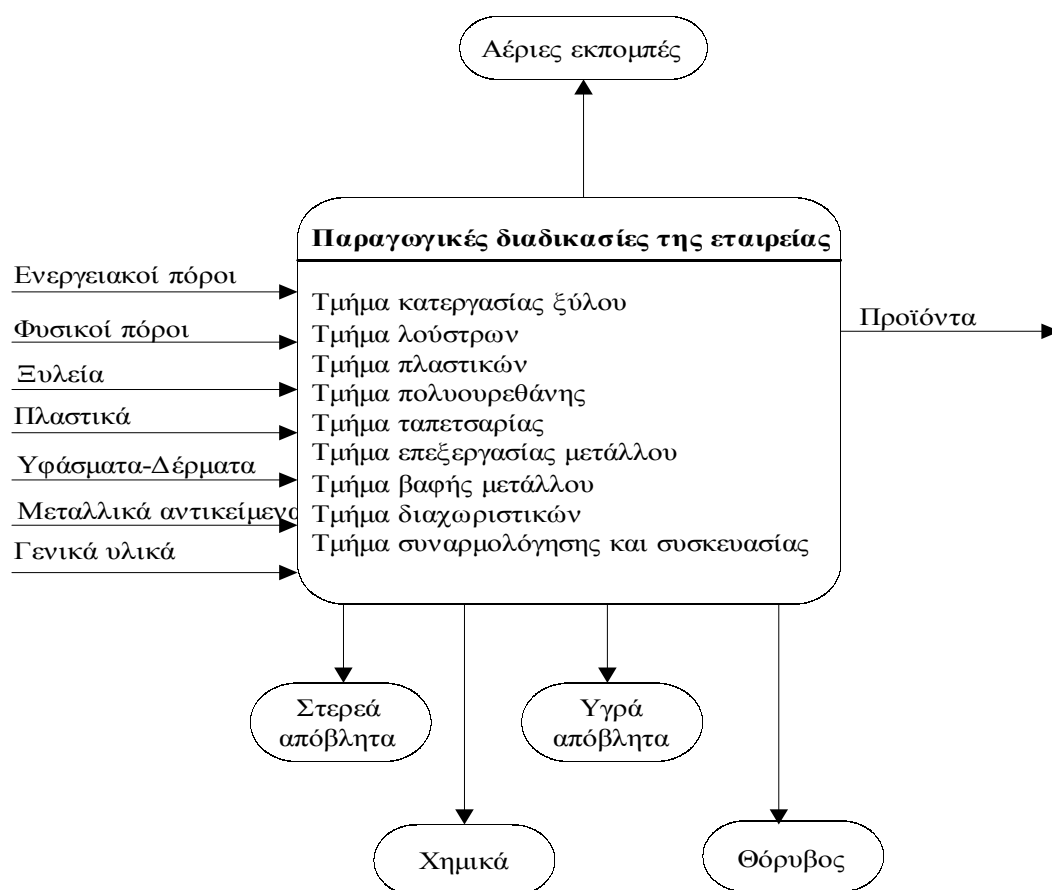 Αέριες εκπομπές
Παραγωγικές διαδικασίες της εταιρείας
Ενεργειακοί πόροι
Φυσικοί πόροι
Ξυλεία
Πλαστικά
Υφάσματα-Δέρματα
Μεταλλικά αντικείμενα
Γενικά υλικά
Τμήμα κατεργασίας ξύλου
Τμήμα λούστρων
Τμήμα πλαστικών
Τμήμα πολυουρεθάνης
Τμήμα ταπετσαρίας
Τμήμα επεξεργασίας μετάλλου
Τμήμα βαφής μετάλλου
Τμήμα διαχωριστικών
Τμήμα συναρμολόγησης και συσκευασίας
Προϊόντα
Στερεά
απόβλητα
Υγρά
απόβλητα
Χημικά
Θόρυβος